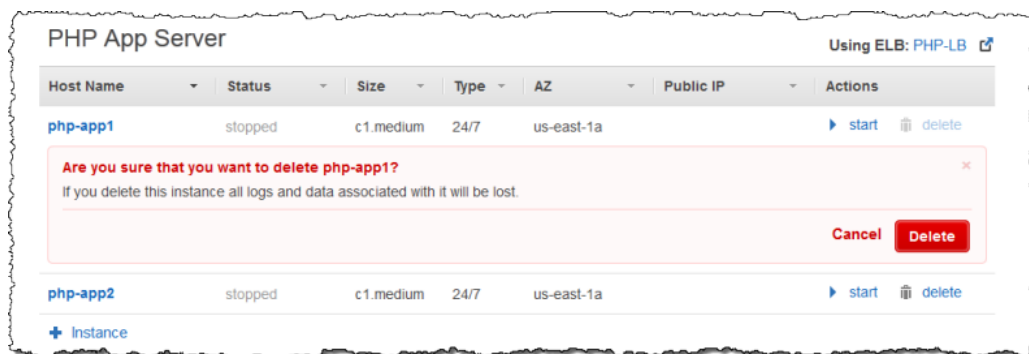 PHP App Server
Using ELB: PHP-LB
Host Name Status Size Type AZ Public IP Actions
php-app1 stopped c1.medium 24/7 us-east-1a start delete
Are you sure that you want to delete php-app1?
If you delete this instance all logs and data associated with it will be lost.
Cancel Delete
php-app2 stopped c1.medium 24/7 us-east-1a start delete
Instance